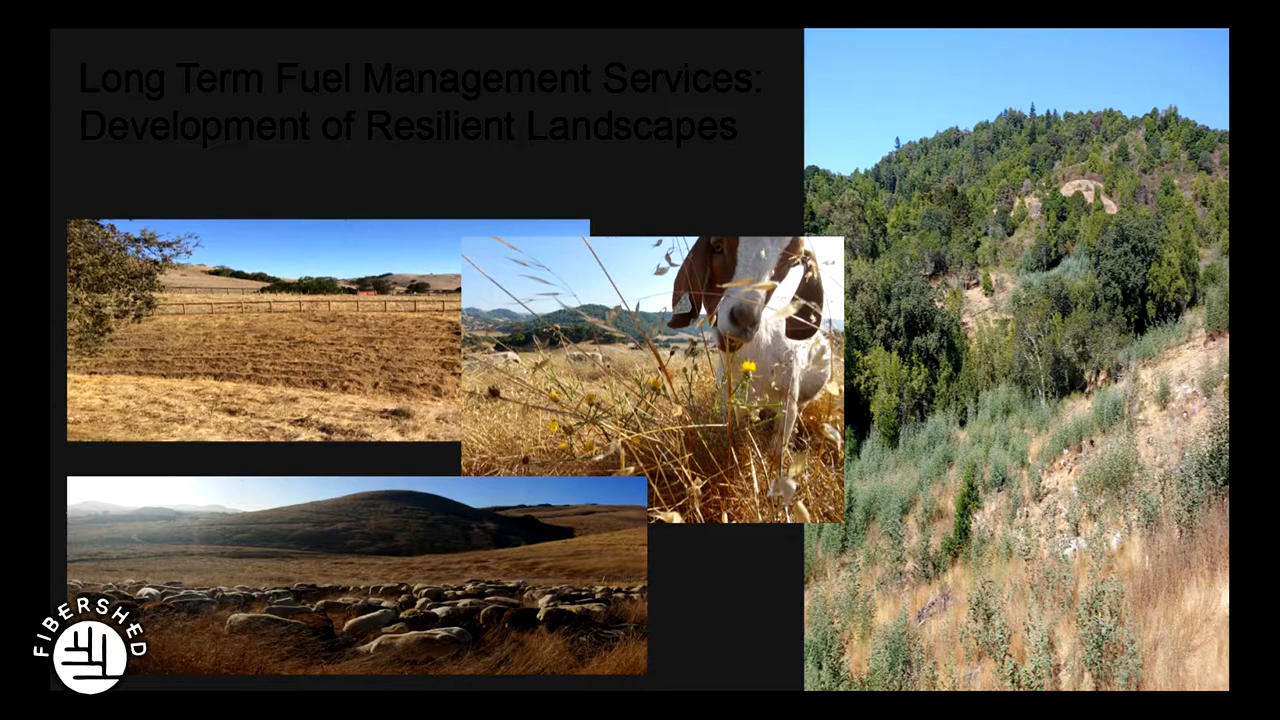 Long Term Fuel Management Services:
Development of Resilient Landscapes
FIBERSHED